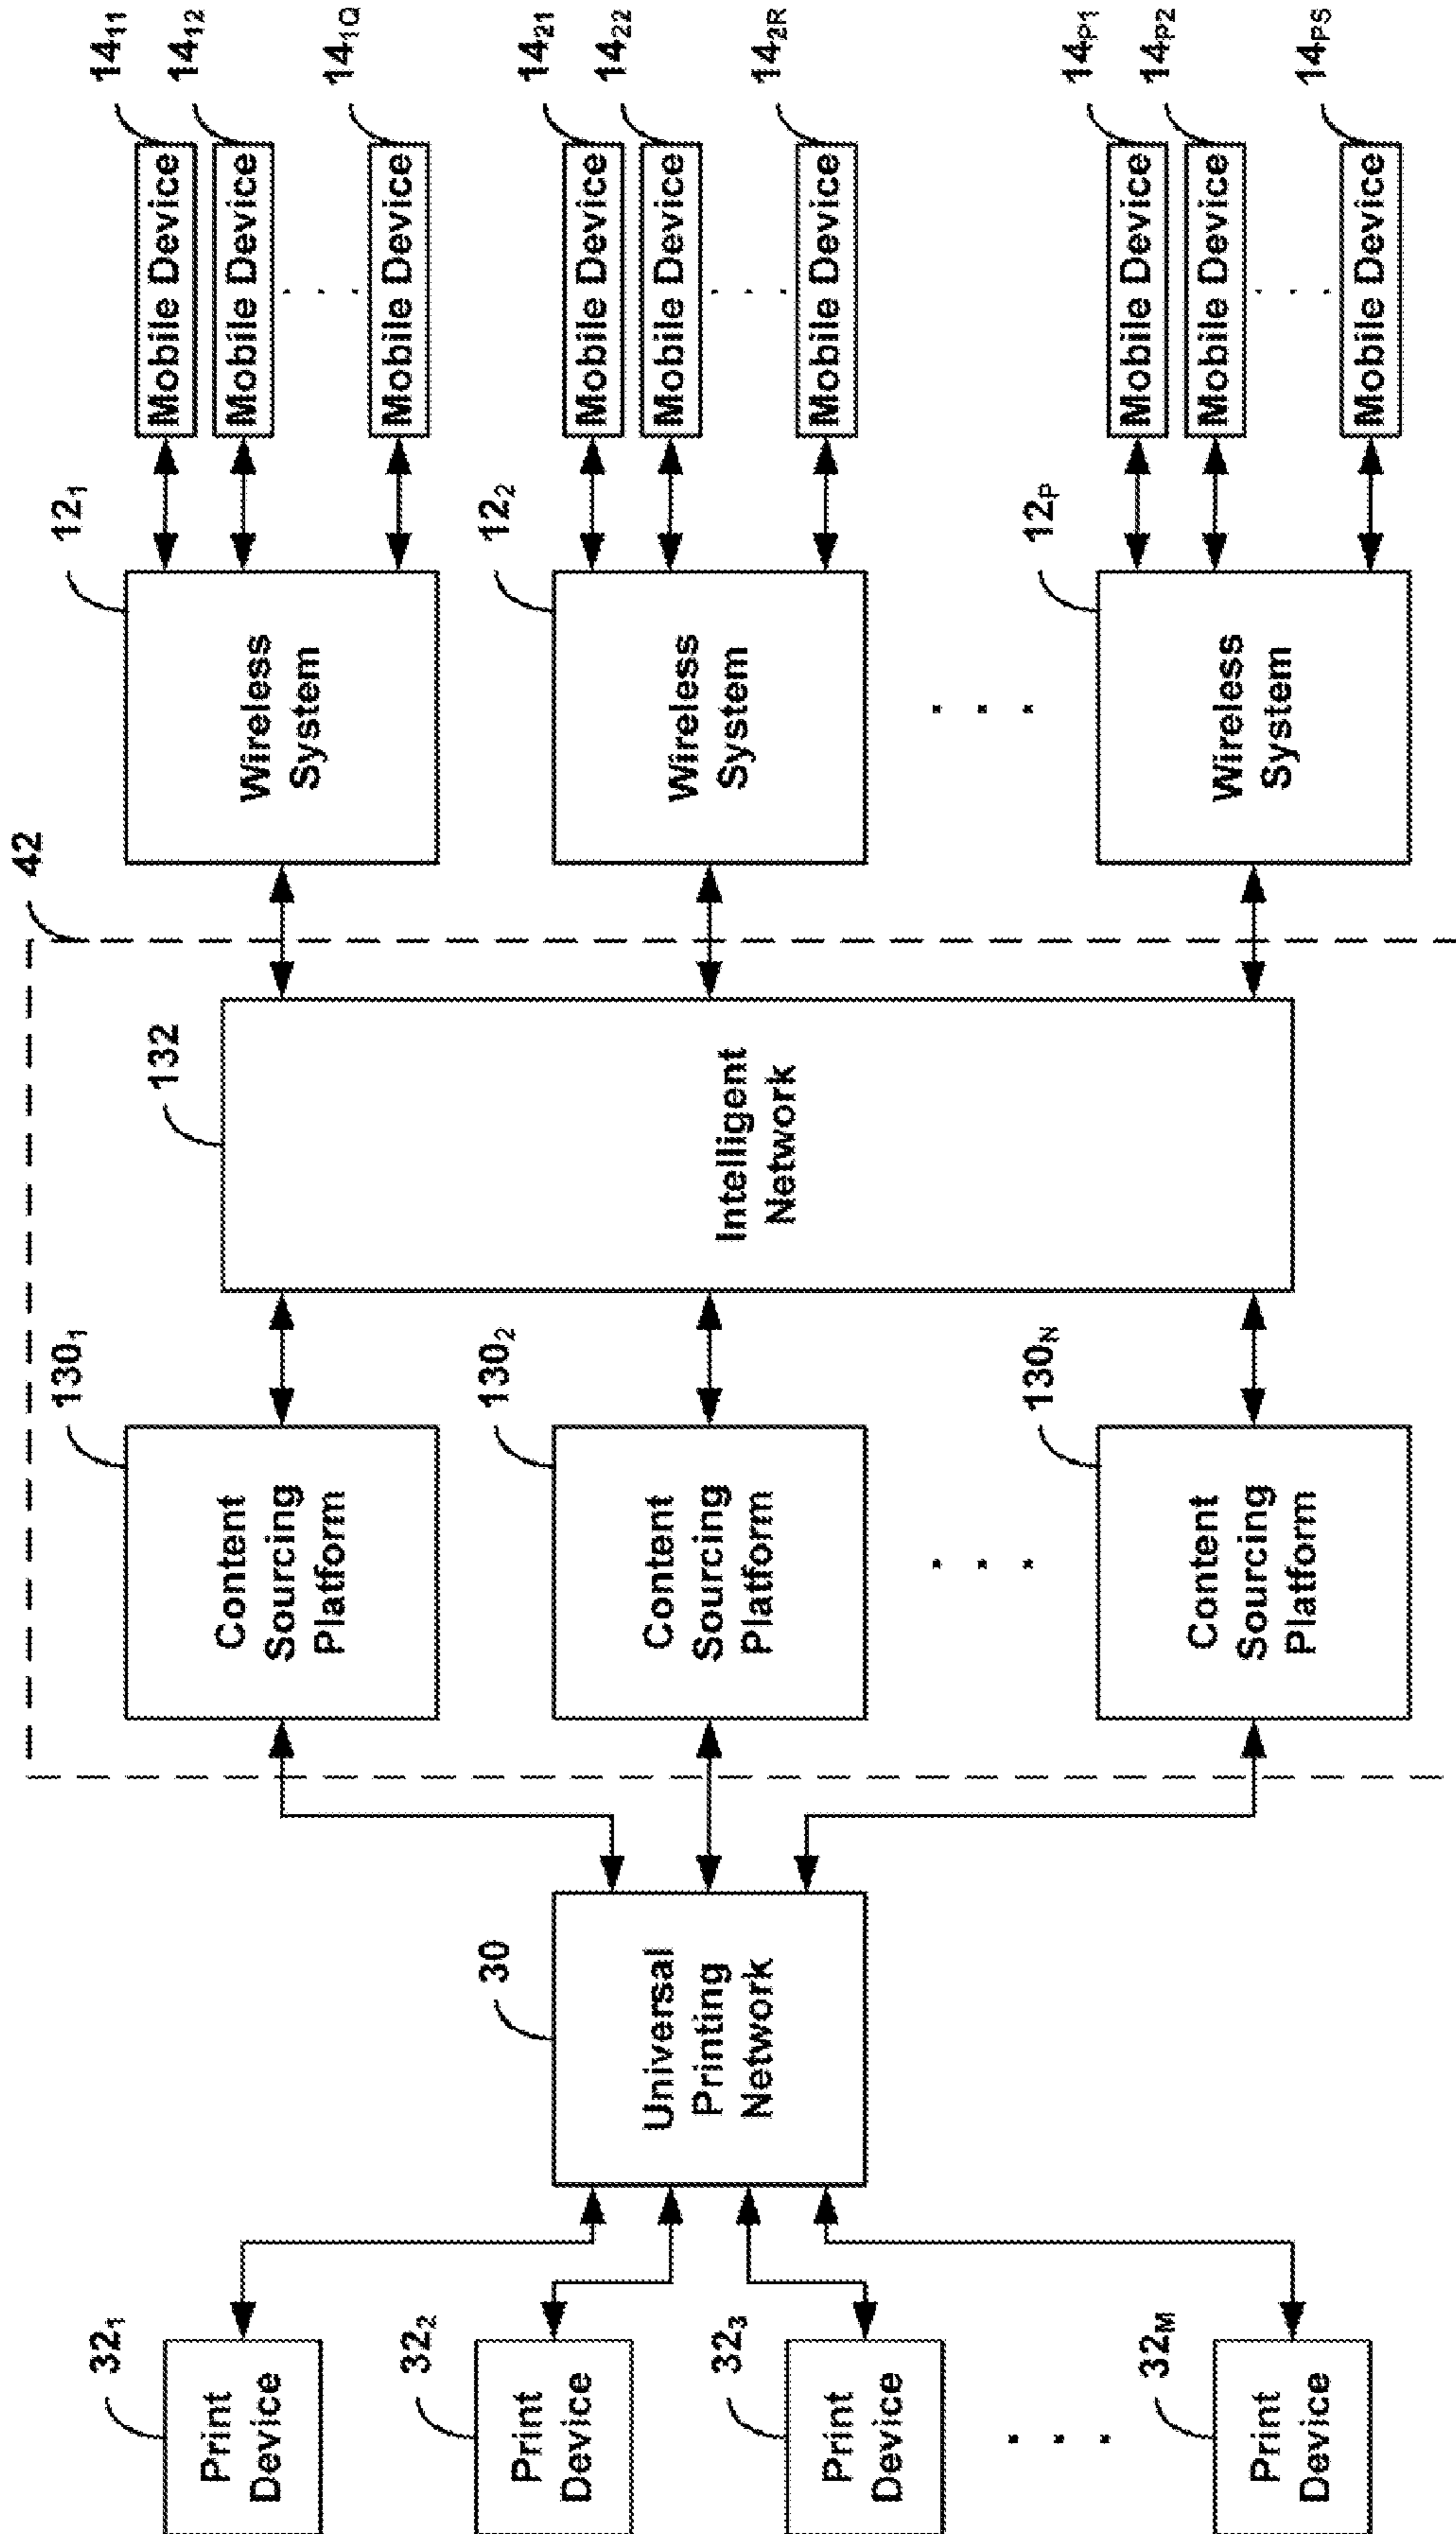 42
32₁
Print
Device
32₂
Print
Device
32₃
Print
Device
32M
Print
Device
30
Universal
Printing
Network
130₁
Content
Sourcing
Platform
130₂
Content
Sourcing
Platform
130N
Content
Sourcing
Platform
132
Intelligent
Network
12₁
Wireless
System
12₂
Wireless
System
12P
Wireless
System
14₁₁
Mobile Device
14₁₂
Mobile Device
14₁Q
Mobile Device
14₂₁
Mobile Device
14₂₂
Mobile Device
14₂R
Mobile Device
14P₁
Mobile Device
14P₂
Mobile Device
14PS
Mobile Device